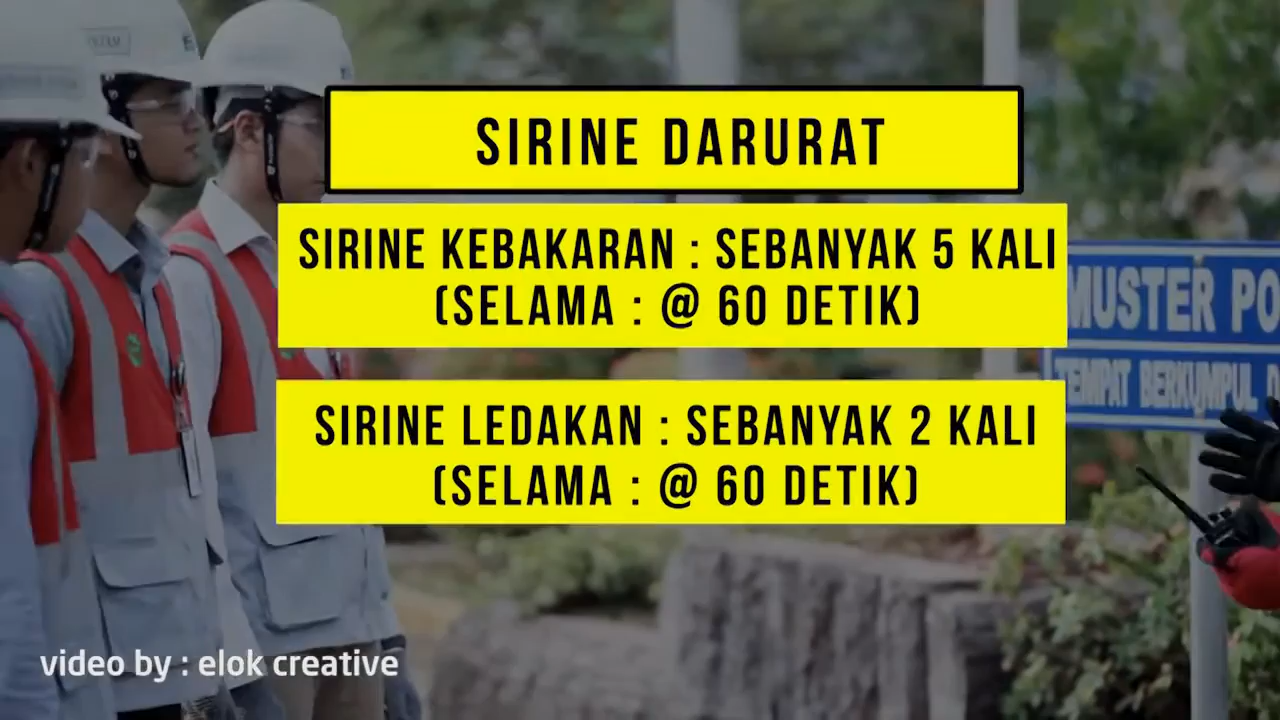 SIRINE DARURAT
SIRINE KEBAKARAN : SEBANYAK 5 KALI
(SELAMA : @ 60 DETIK)
MUSTER PO
TEMPAT BERKUMPUL D
SIRINE LEDAKAN : SEBANYAK 2 KALI
(SELAMA : @ 60 DETIK)
video by : elok creative